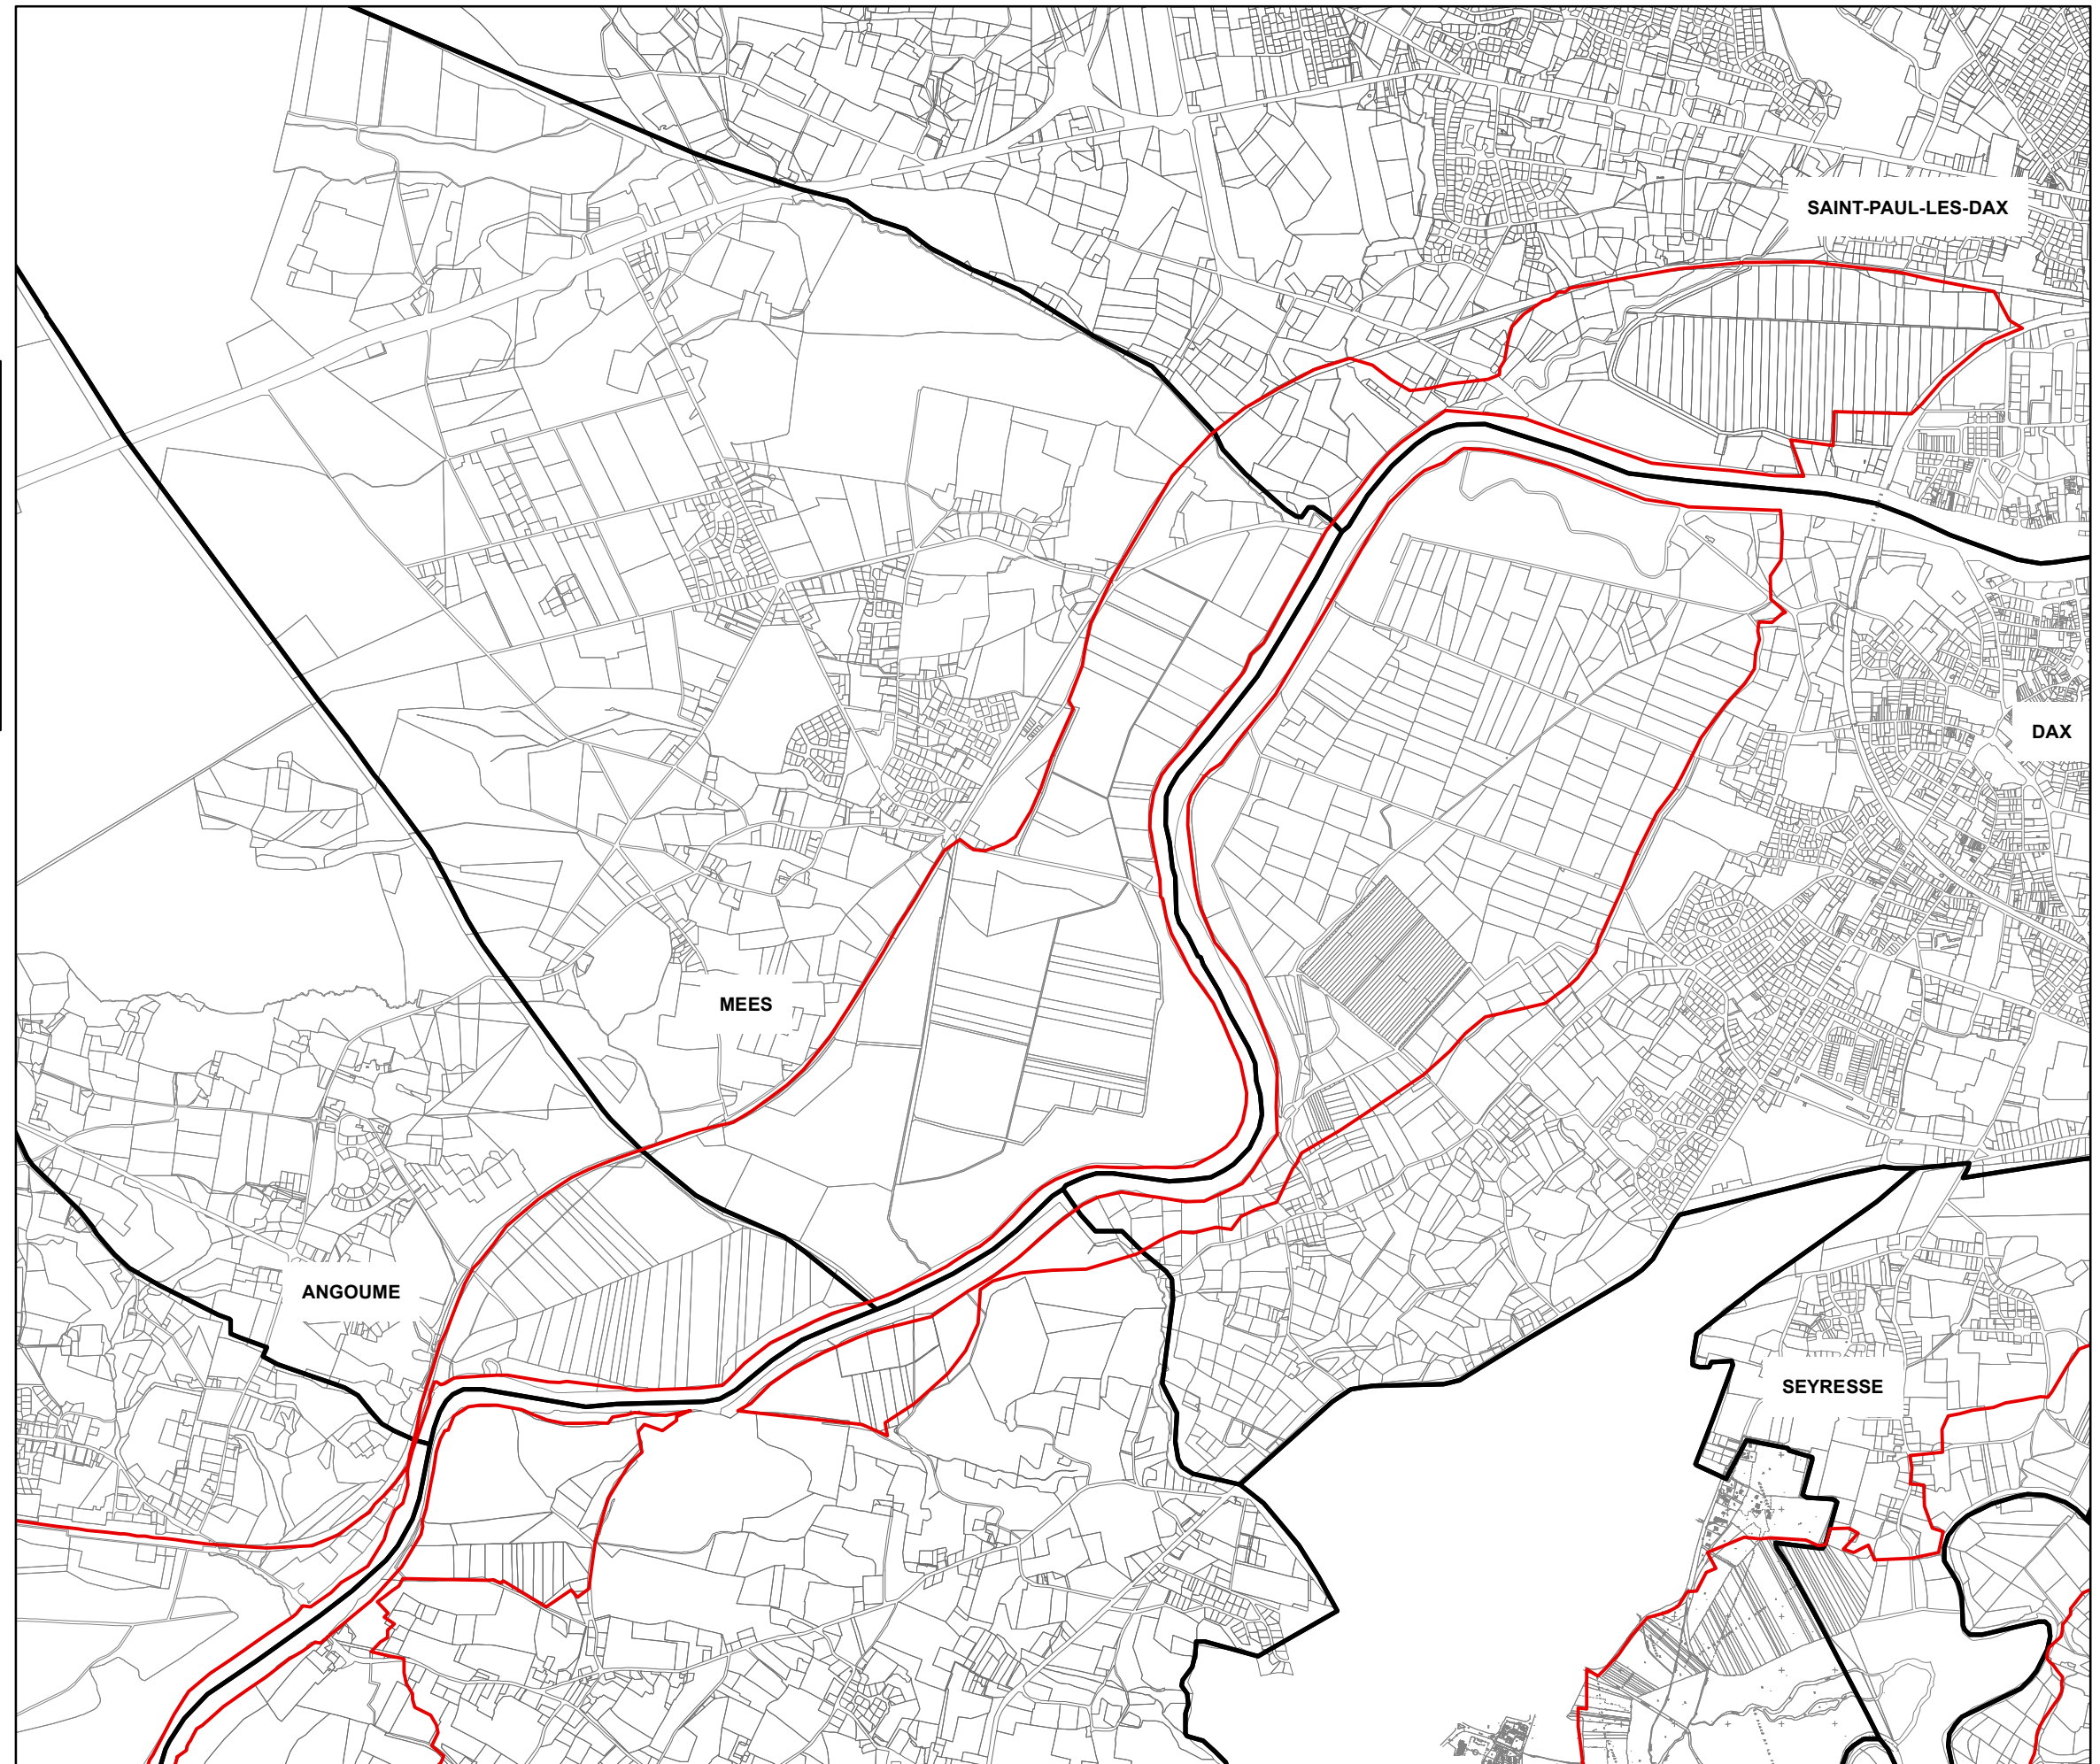 SAINT-PAUL-LES-DAX
DAX
MEES
ANGOUME
SEYRESSE